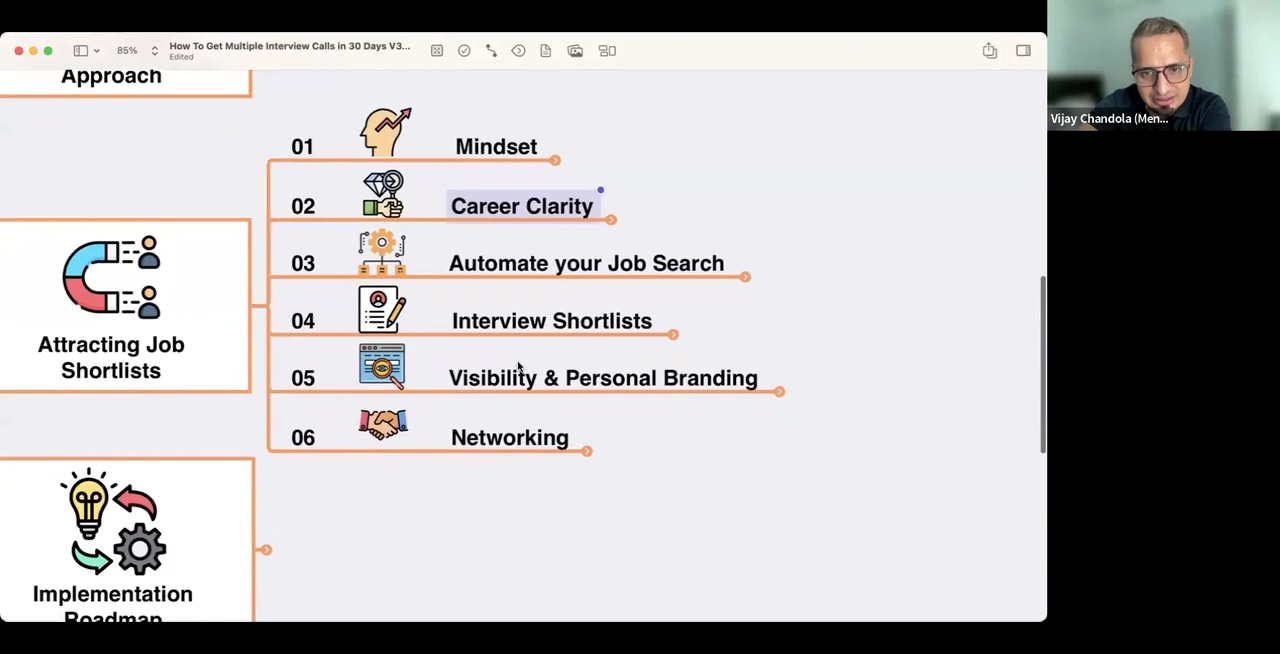 85%
How To Get Multiple Interview Calls in 30 Days V3...
Edited
Vijay Chandola (Men...
Approach
01 Mindset
02 Career Clarity
03 Automate your Job Search
04 Interview Shortlists
05 Visibility & Personal Branding
06 Networking
Attracting Job
Shortlists
Implementation
Roadmap